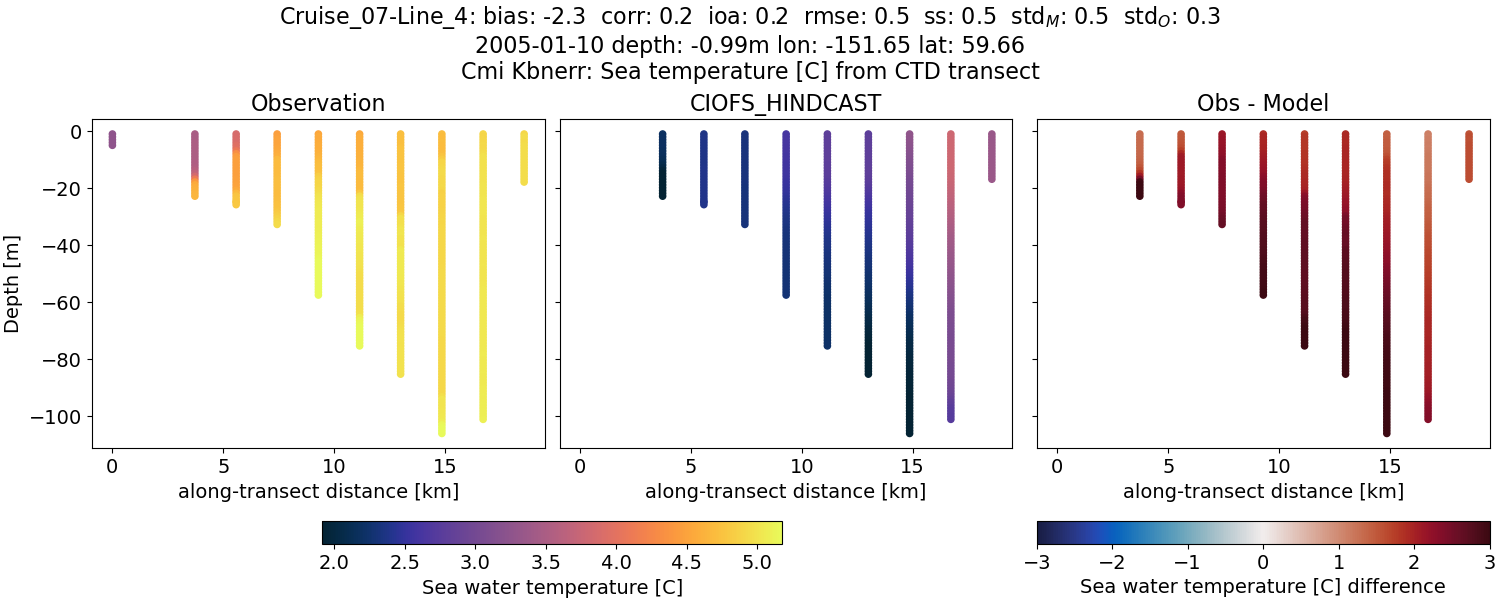 Cruise_07-Line_4: bias: -2.3  corr: 0.2  ioa: 0.2  rmse: 0.5  ss: 0.5  std_M: 0.5  std_O: 0.3
2005-01-10 depth: -0.99m lon: -151.65 lat: 59.66
Cmi Kbnerr: Sea temperature [C] from CTD transect
Observation
CIOFS_HINDCAST
Obs - Model
Depth [m]
0
−20
−40
−60
−80
−100
0 5 10 15
0 5 10 15
0 5 10 15
along-transect distance [km]
along-transect distance [km]
along-transect distance [km]
2.0 2.5 3.0 3.5 4.0 4.5 5.0
Sea water temperature [C]
−3 −2 −1 0 1 2 3
Sea water temperature [C] difference